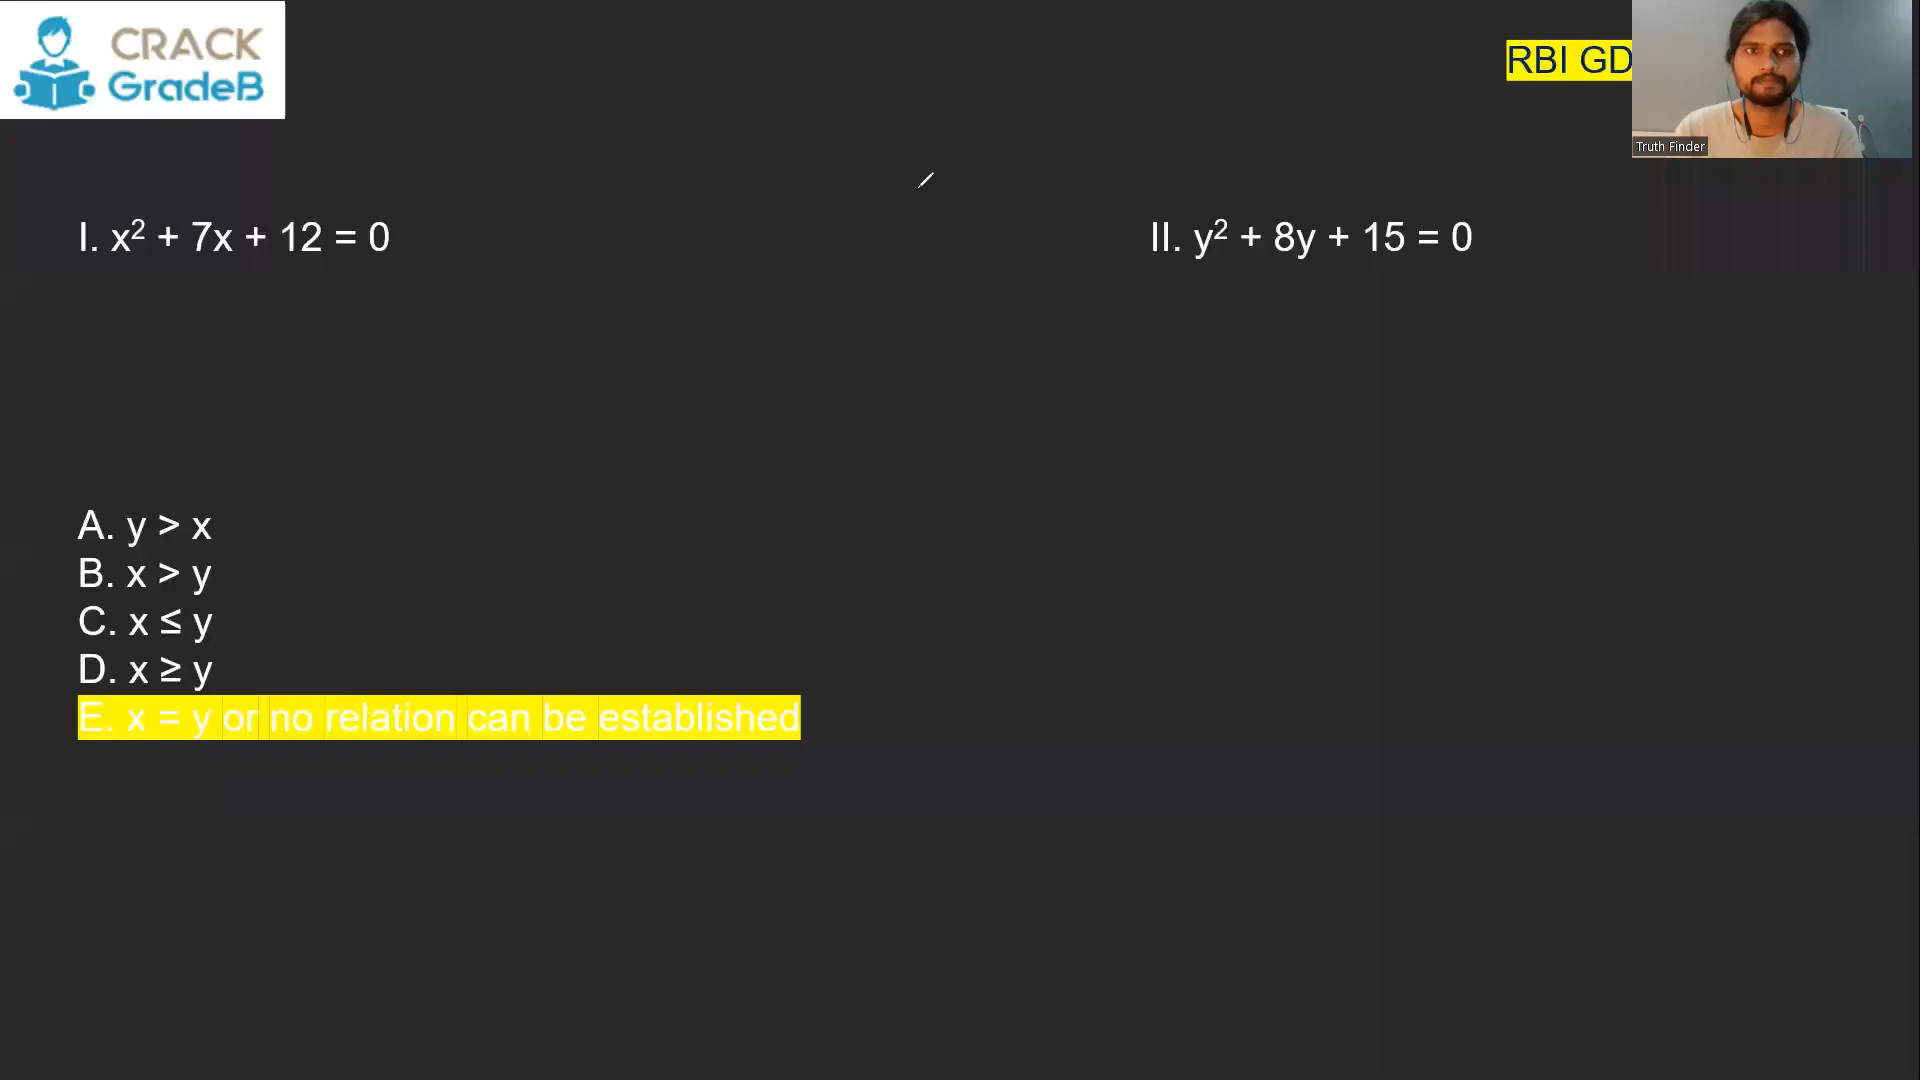 CRACK
GradeB
RBI GD
Truth Finder
I. x² + 7x + 12 = 0
II. y² + 8y + 15 = 0
A. y > x
B. x > y
C. x ≤ y
D. x ≥ y
E. x = y or no relation can be established